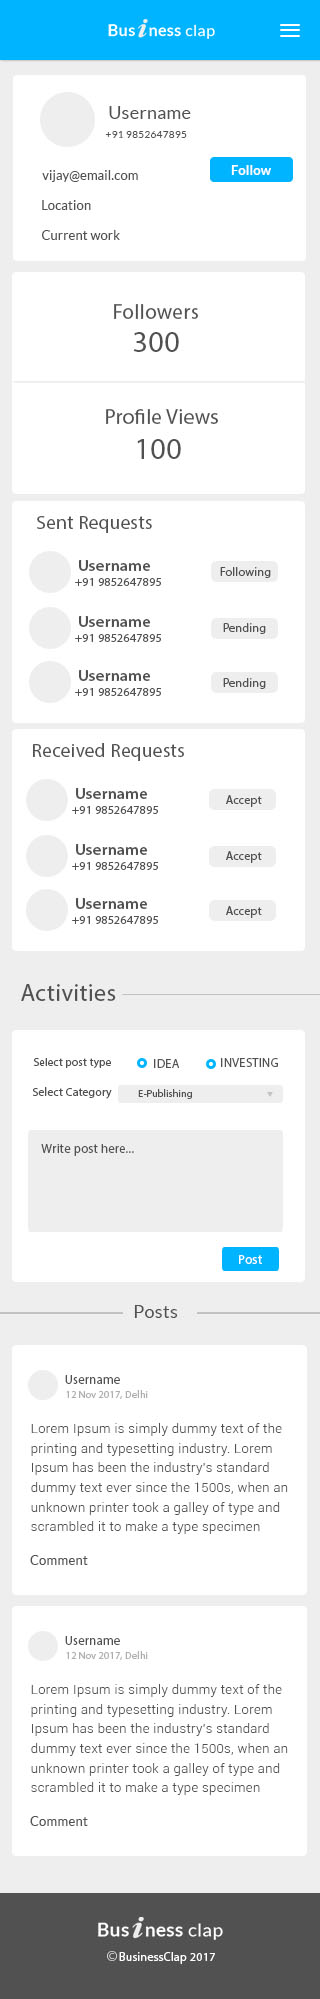 Business clap
Username
+91 9852647895
vijay@email.com
Follow
Location
Current work
Followers
300
Profile Views
100
Sent Requests
Username
+91 9852647895
Following
Username
+91 9852647895
Pending
Username
+91 9852647895
Pending
Received Requests
Username
+91 9852647895
Accept
Username
+91 9852647895
Accept
Username
+91 9852647895
Accept
Activities
Select post type IDEA INVESTING
Select Category E-Publishing
Write post here...
Post
Posts
Username
12 Nov 2017, Delhi
Lorem Ipsum is simply dummy text of the
printing and typesetting industry. Lorem
Ipsum has been the industry's standard
dummy text ever since the 1500s, when an
unknown printer took a galley of type and
scrambled it to make a type specimen
Comment
Username
12 Nov 2017, Delhi
Lorem Ipsum is simply dummy text of the
printing and typesetting industry. Lorem
Ipsum has been the industry's standard
dummy text ever since the 1500s, when an
unknown printer took a galley of type and
scrambled it to make a type specimen
Comment
Business clap
©BusinessClap 2017